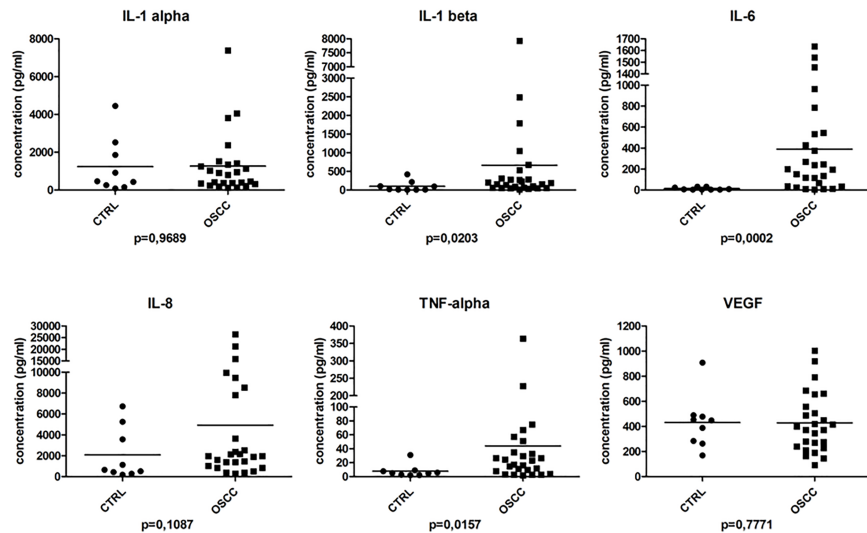 IL-1 alpha
concentration (pg/ml)
8000
6000
4000
2000
0
CTRL
OSCC
p=0,9689
IL-1 beta
concentration (pg/ml)
8000
7000
6000
5000
4000
3000
3000
2500
2000
1500
1000
500
0
CTRL
OSCC
p=0,0203
IL-6
concentration (pg/ml)
1700
1600
1500
1400
1000
800
600
400
200
0
CTRL
OSCC
p=0,0002
IL-8
concentration (pg/ml)
30000
25000
20000
15000
10000
8000
6000
4000
2000
0
CTRL
OSCC
p=0,1087
TNF-alpha
concentration (pg/ml)
400
350
300
250
200
100
80
60
40
20
0
CTRL
OSCC
p=0,0157
VEGF
concentration (pg/ml)
1200
1000
800
600
400
200
0
CTRL
OSCC
p=0,7771